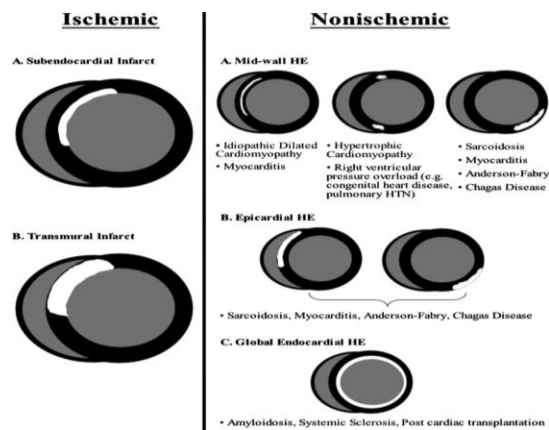 Ischemic
A. Subendocardial Infarct
B. Transmural Infarct
Nonischemic
A. Mid-wall HE
• Idiopathic Dilated
Cardiomyopathy
• Myocarditis
• Hypertrophic
Cardiomyopathy
• Right ventricular
pressure overload (e.g.
congenital heart disease,
pulmonary HTN)
• Sarcoidosis
• Myocarditis
• Anderson-Fabry
• Chagas Disease
B. Epicardial HE
• Sarcoidosis, Myocarditis, Anderson-Fabry, Chagas Disease
C. Global Endocardial HE
• Amyloidosis, Systemic Sclerosis, Post cardiac transplantation